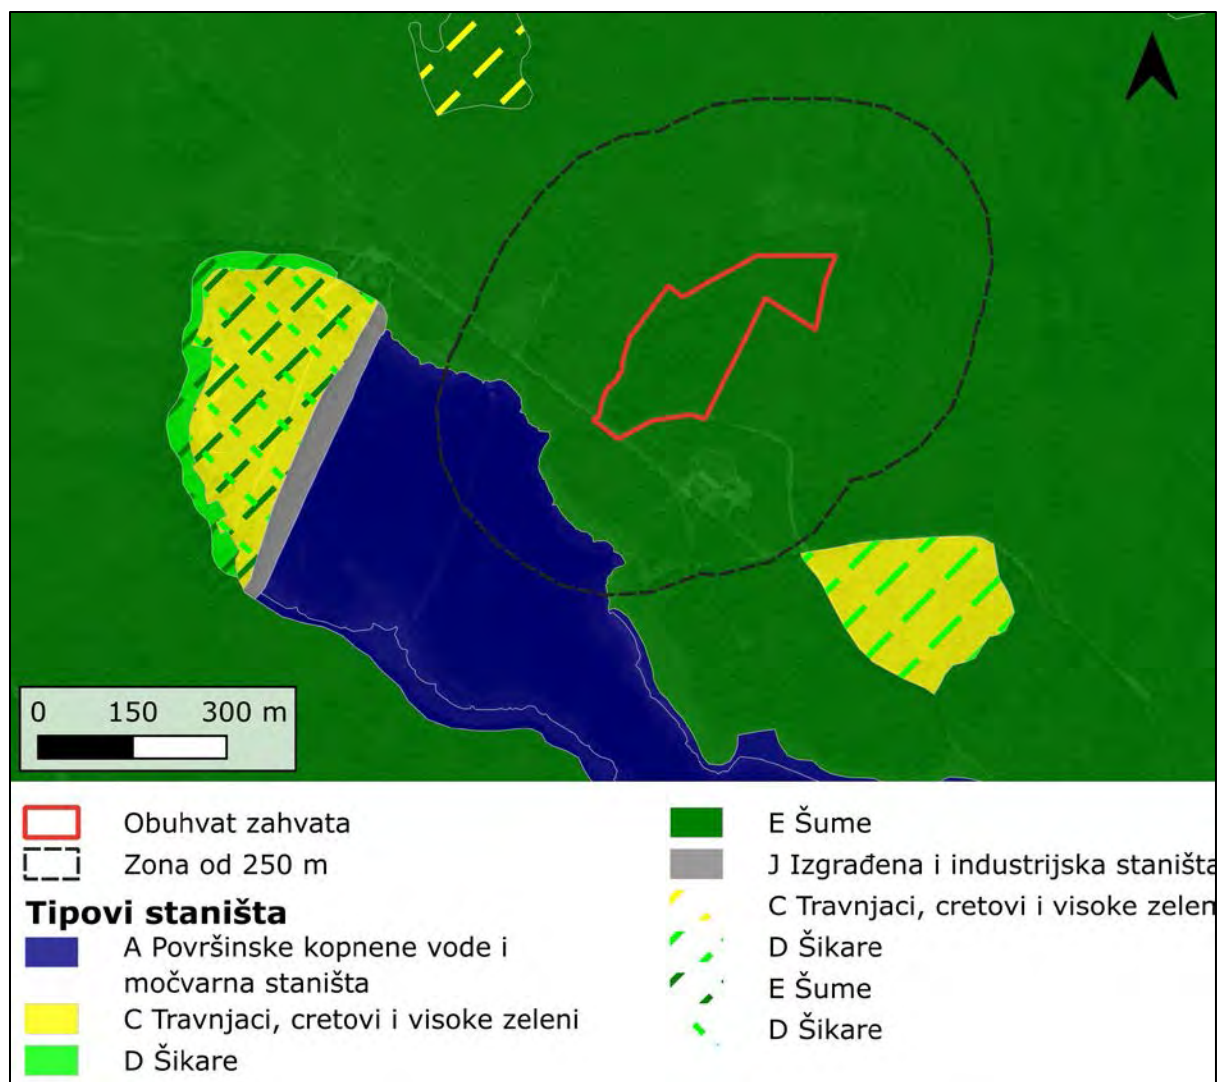 0 150 300 m
Obuhvat zahvata
Zona od 250 m
Tipovi staništa
A Površinske kopnene vode i
močvarna staništa
C Travnjaci, cretovi i visoke zeleni
D Šikare
E Šume
J Izgrađena i industrijska staništa
C Travnjaci, cretovi i visoke zelen
D Šikare
E Šume
D Šikare